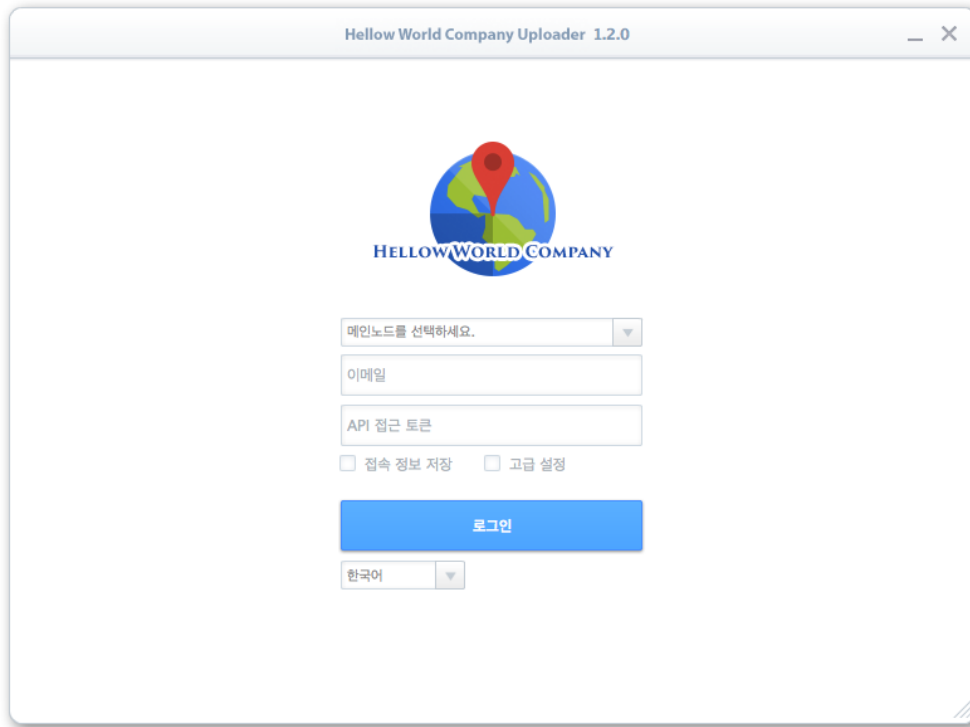 Hellow World Company Uploader 1.2.0
HELLOW WORLD COMPANY
메인노드를 선택하세요.
이메일
API 접근 토큰
접속 정보 저장 고급 설정
로그인
한국어